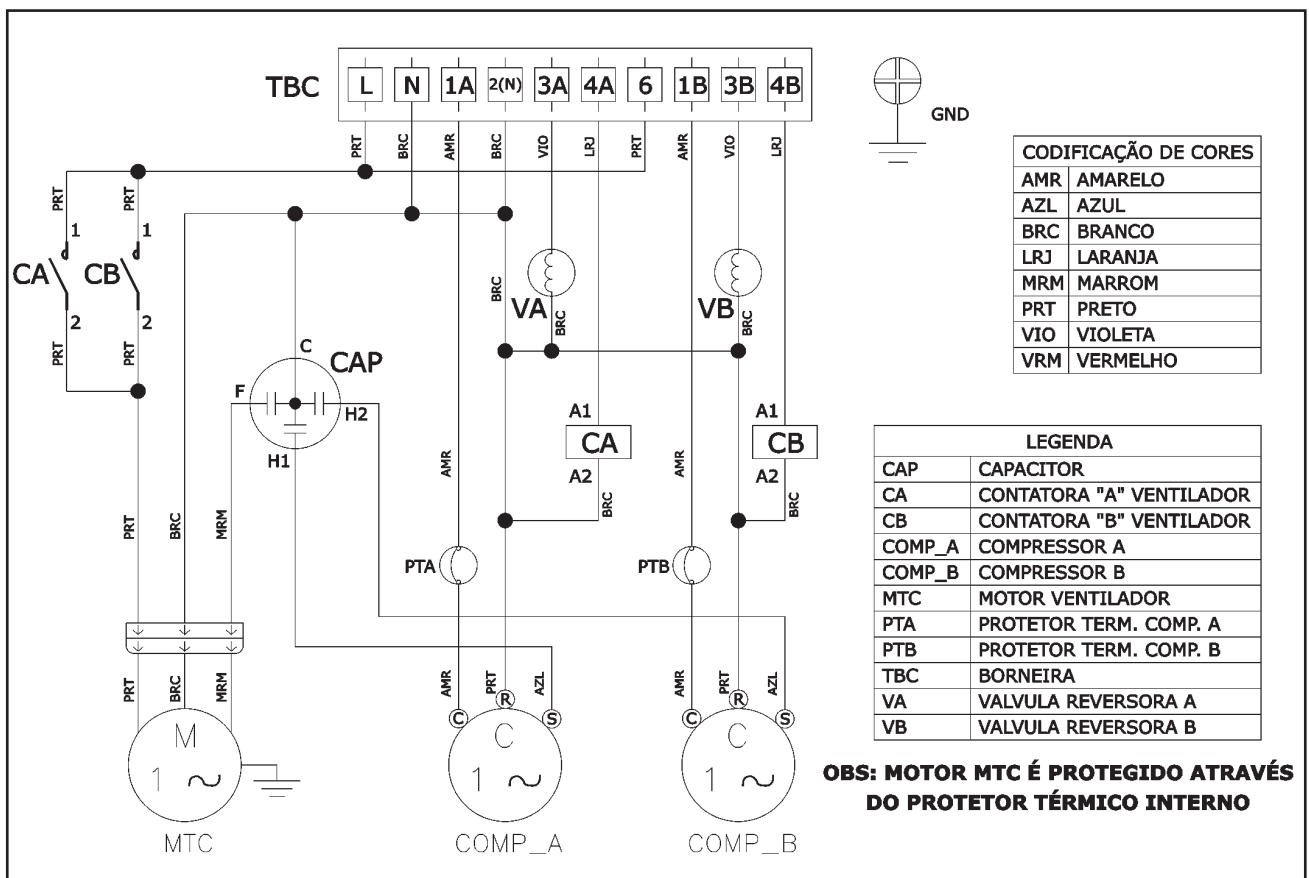 TBC
L N 1A 2(N) 3A 4A 6 1B 3B 4B
GND
PRT BRC AMR BRC VIO LRJ PRT AMR VIO LRJ
PRT PRT
1 1
CA CB
2 2
PRT PRT
BRC
VA
BRC
VB
BRC
C
CAP
F
H2
H1
A1
CA
A2
BRC
A1
CB
A2
BRC
AMR
AMR
PRT BRC MRM
PTA
PTB
PRT BRC MRM
AMR PRT AZL
AMR PRT AZL
C R S
C R S
M
1 ~
MTC
C
1 ~
COMP_A
C
1 ~
COMP_B
CODIFICAÇÃO DE CORES
AMR AMARELO
AZL AZUL
BRC BRANCO
LRJ LARANJA
MRM MARROM
PRT PRETO
VIO VIOLETA
VRM VERMELHO
LEGENDA
CAP CAPACITOR
CA CONTATORA "A" VENTILADOR
CB CONTATORA "B" VENTILADOR
COMP_A COMPRESSOR A
COMP_B COMPRESSOR B
MTC MOTOR VENTILADOR
PTA PROTETOR TERM. COMP. A
PTB PROTETOR TERM. COMP. B
TBC BORNEIRA
VA VALVULA REVERSORA A
VB VALVULA REVERSORA B
OBS: MOTOR MTC É PROTEGIDO ATRAVÉS
DO PROTETOR TÉRMICO INTERNO